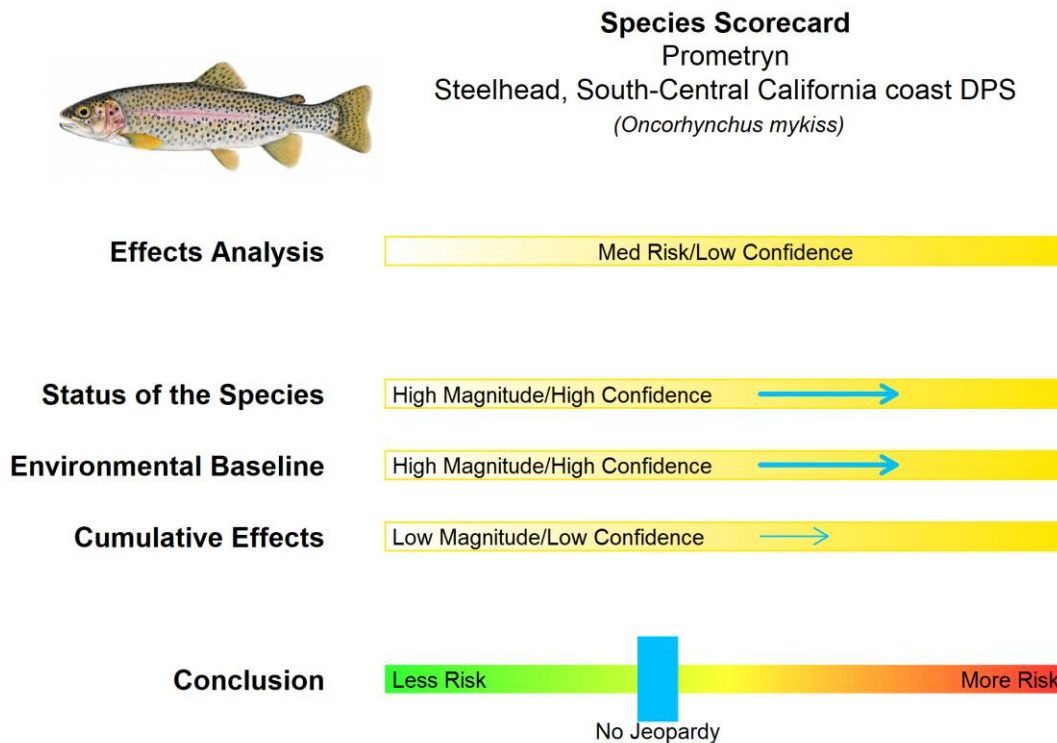 Species Scorecard
Prometryn
Steelhead, South-Central California coast DPS
(Oncorhynchus mykiss)
Effects Analysis
Med Risk/Low Confidence
Status of the Species
High Magnitude/High Confidence
Environmental Baseline
High Magnitude/High Confidence
Cumulative Effects
Low Magnitude/Low Confidence
Conclusion
Less Risk
More Risk
No Jeopardy